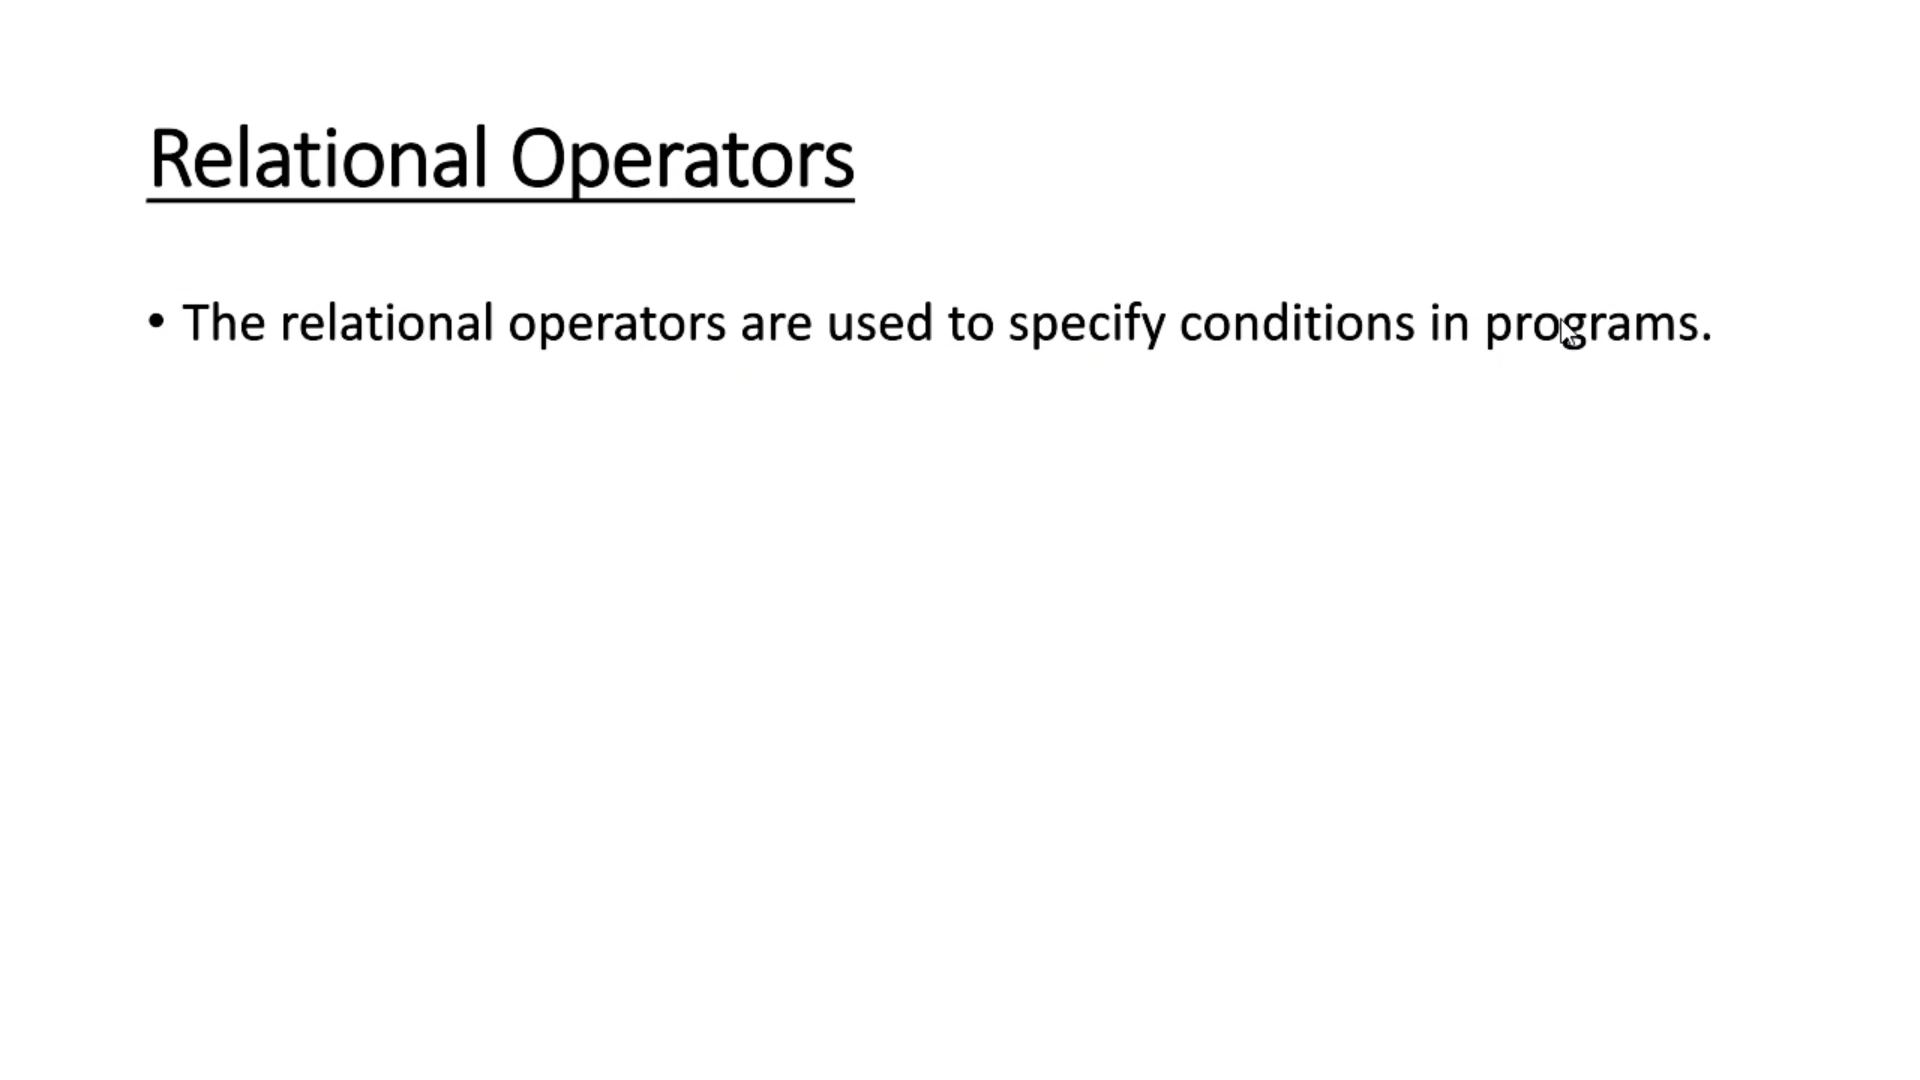 Relational Operators
• The relational operators are used to specify conditions in programs.